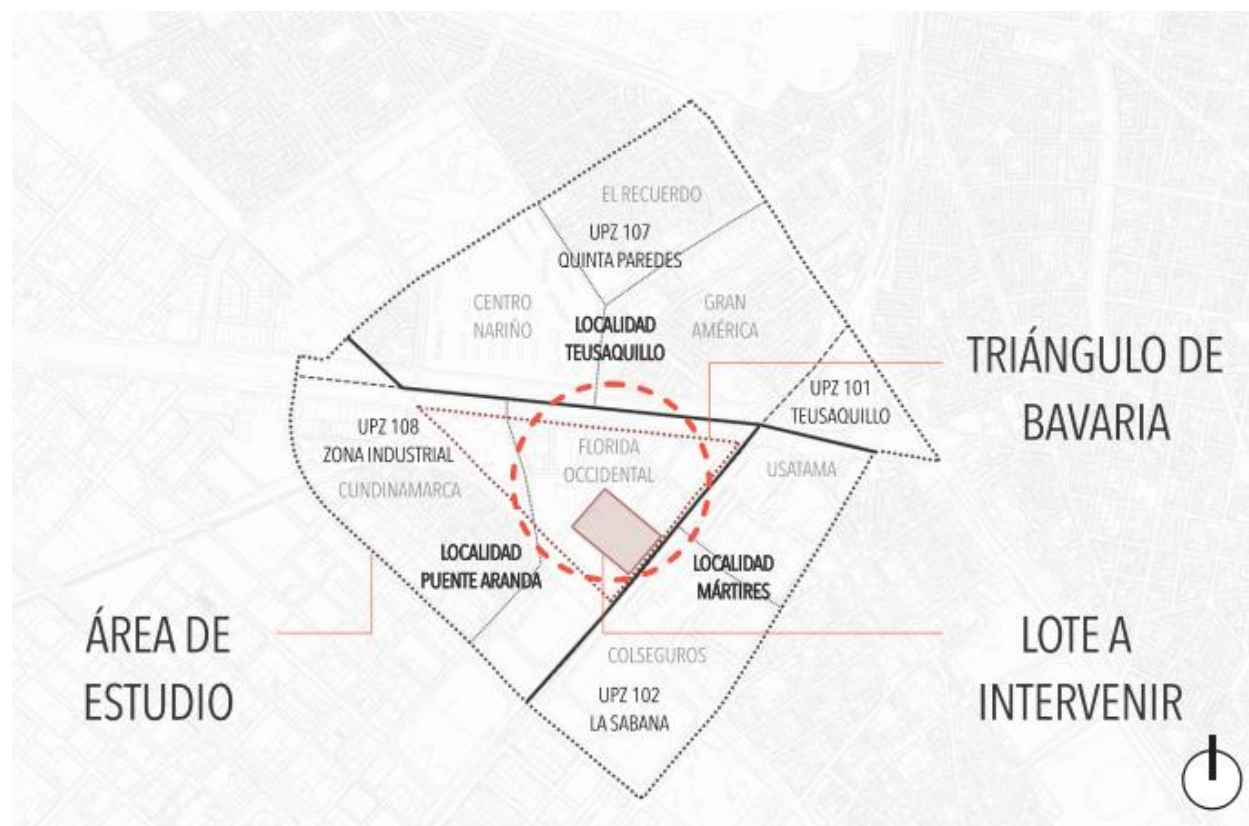 EL RECUERDO
UPZ 107
QUINTA PAREDES
CENTRO
NARIÑO
LOCALIDAD
TEUSAQUILLO
GRAN
AMÉRICA
TRIÁNGULO DE
BAVARIA
UPZ 101
TEUSAQUILLO
UPZ 108
ZONA INDUSTRIAL
CUNDINAMARCA
FLORIDA
OCCIDENTAL
USATAMA
LOCALIDAD
PUENTE ARANDA
LOCALIDAD
MÁRTIRES
ÁREA DE
ESTUDIO
COLSEGUROS
UPZ 102
LA SABANA
LOTE A
INTERVENIR